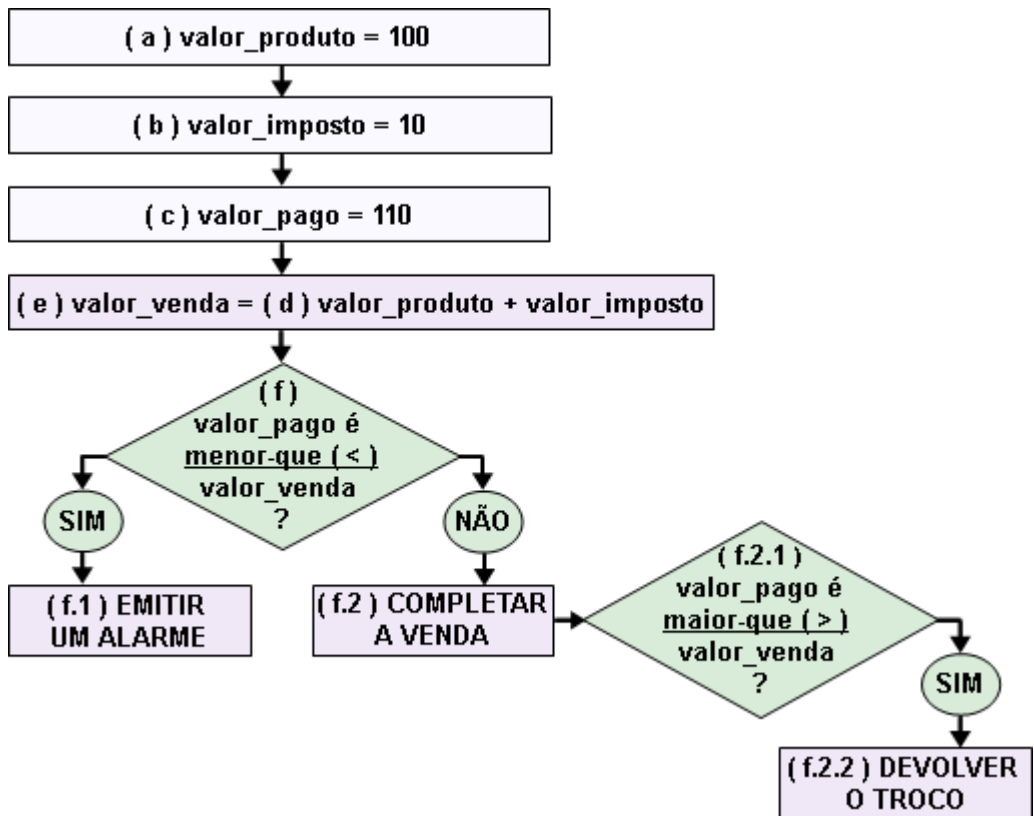 ( a ) valor_produto = 100
( b ) valor_imposto = 10
( c ) valor_pago = 110
( e ) valor_venda = ( d ) valor_produto + valor_imposto
( f )
valor_pago é
menor-que ( < )
valor_venda
?
SIM
NÃO
( f.1 ) EMITIR
UM ALARME
( f.2 ) COMPLETAR
A VENDA
( f.2.1 )
valor_pago é
maior-que ( > )
valor_venda
?
SIM
( f.2.2 ) DEVOLVER
O TROCO